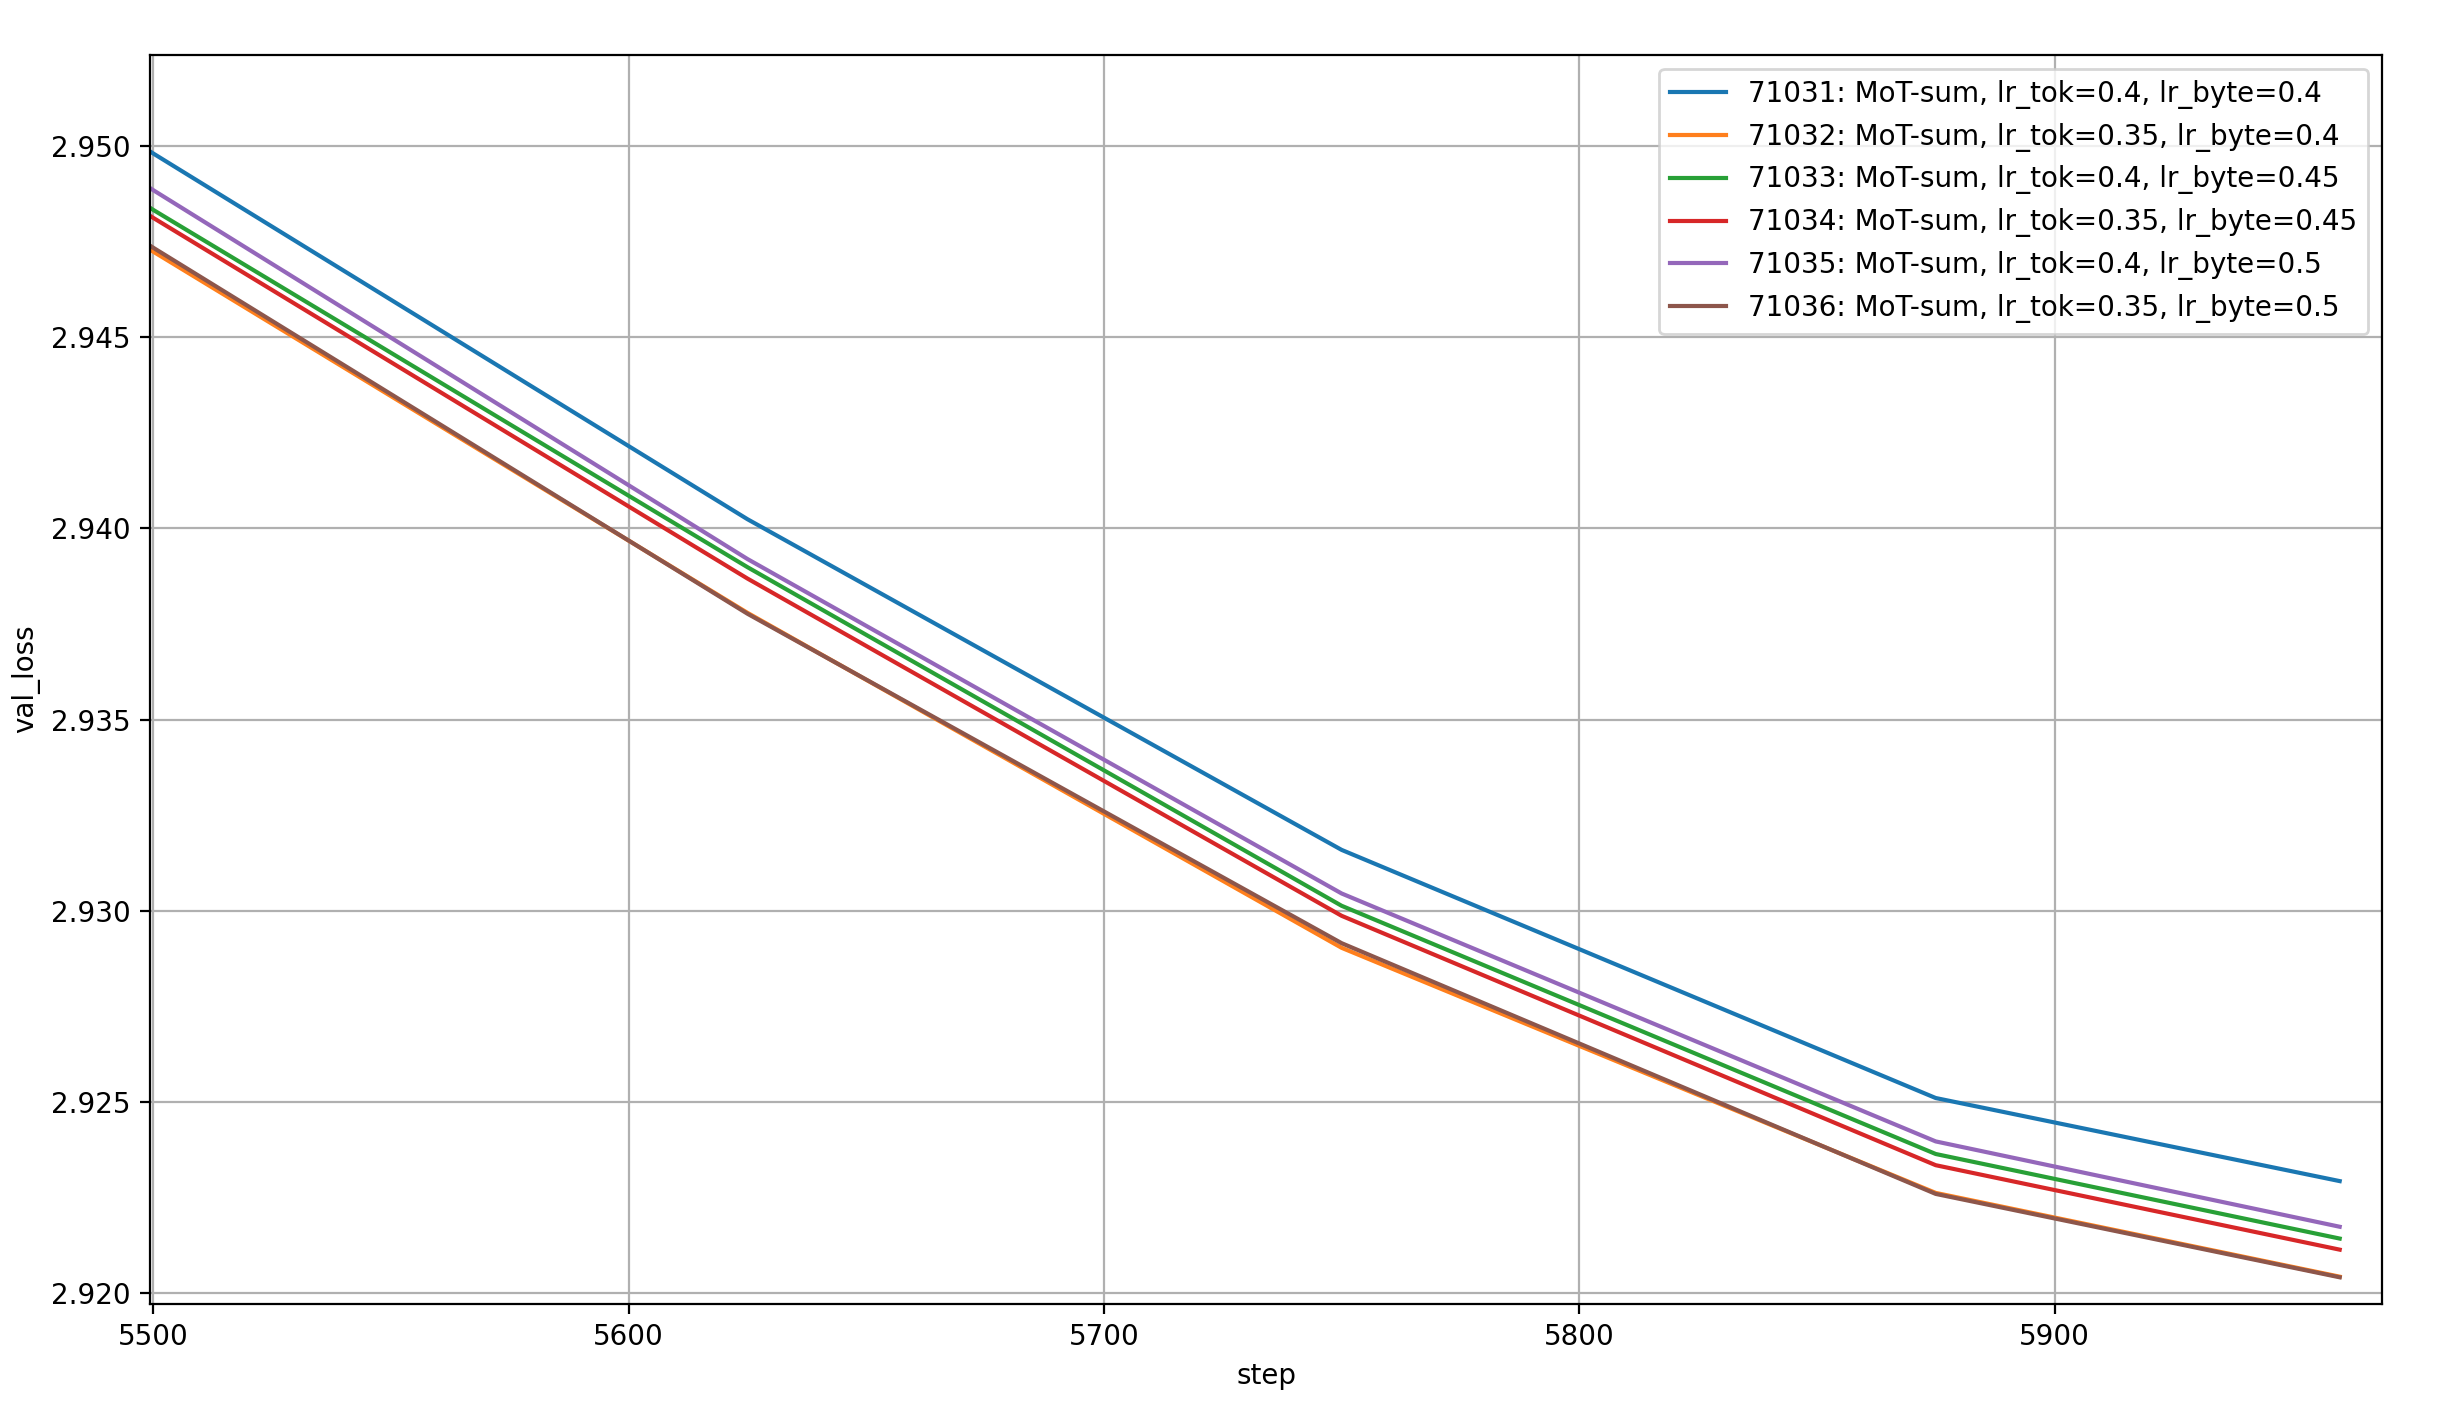 71031: MoT-sum, lr_tok=0.4, lr_byte=0.4
71032: MoT-sum, lr_tok=0.35, lr_byte=0.4
71033: MoT-sum, lr_tok=0.4, lr_byte=0.45
71034: MoT-sum, lr_tok=0.35, lr_byte=0.45
71035: MoT-sum, lr_tok=0.4, lr_byte=0.5
71036: MoT-sum, lr_tok=0.35, lr_byte=0.5
2.950
2.945
2.940
2.935
2.930
2.925
2.920
val_loss
5500 5600 5700 5800 5900
step